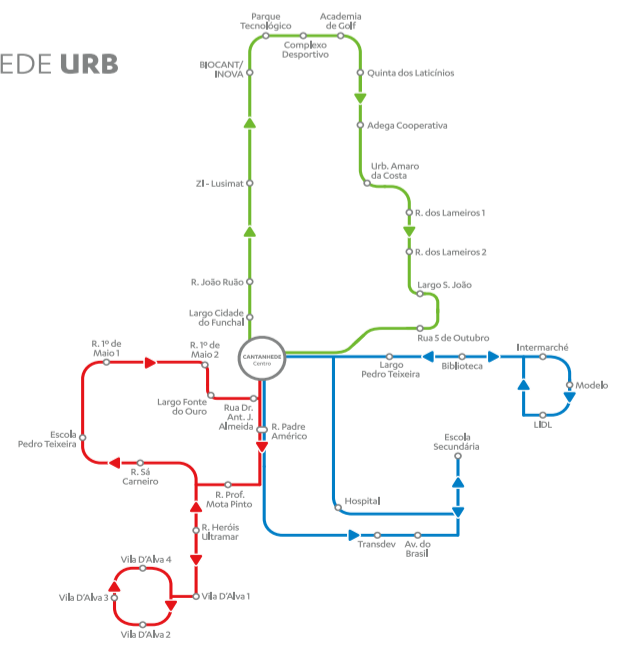 EDE URB
Parque
Tecnológico
Academia
de Golf
Complexo
Desportivo
BIOCANT/
INOVA
Quinta dos Laticínios
Adega Cooperativa
Urb. Amaro
da Costa
ZI - Lusimat
R. dos Lameiros 1
R. dos Lameiros 2
R. João Ruão
Largo S. João
Largo Cidade
do Funchal
Rua 5 de Outubro
CANTANHEDE
Centro
R. 1º de
Maio 1
R. 1º de
Maio 2
Largo
Pedro Teixeira
Biblioteca
Intermarché
Modelo
LIDL
Largo Fonte
do Ouro
Rua Dr.
Ant. J.
Almeida
R. Padre
Américo
Escola
Pedro Teixeira
Escola
Secundária
R. Sá
Carneiro
R. Prof.
Mota Pinto
Hospital
R. Heróis
Ultramar
Transdev
Av. do
Brasil
Vila D'Alva 4
Vila D'Alva 3
Vila D'Alva 1
Vila D'Alva 2